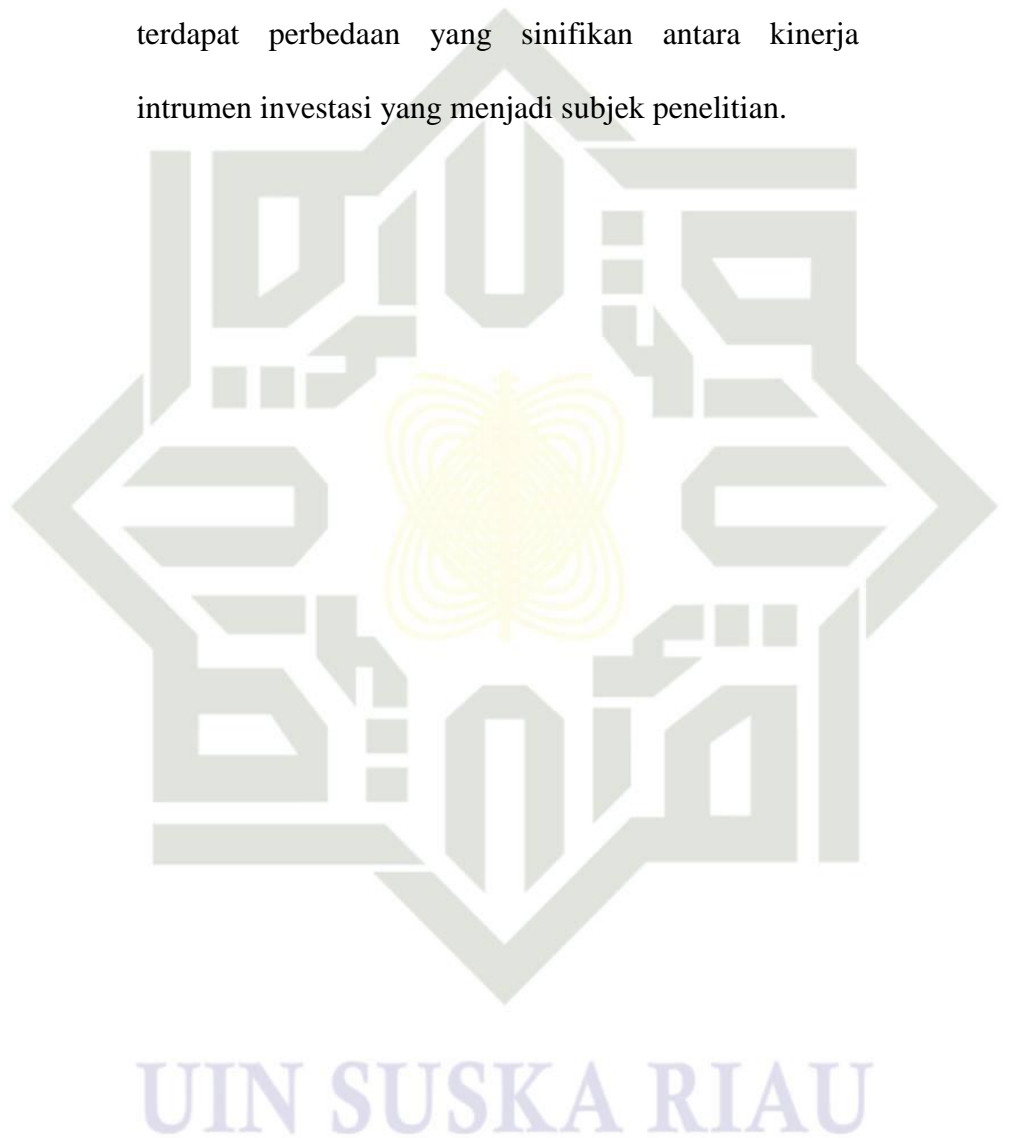 terdapat perbedaan yang sinifikan antara kinerja
intrumen investasi yang menjadi subjek penelitian.
UIN SUSKA RIAU